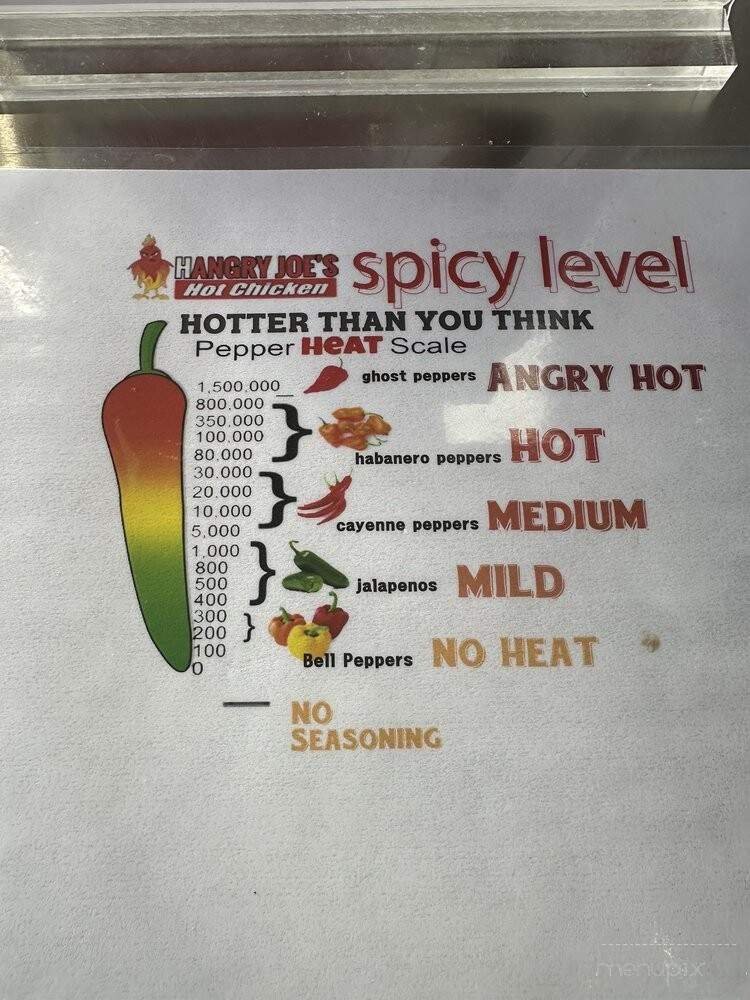 HANGRY JOE'S
Hot Chicken
spicy level
HOTTER THAN YOU THINK
Pepper HeAT Scale
1,500,000
ghost peppers ANGRY HOT
800,000
350,000
100,000
80,000
habanero peppers HOT
30,000
20,000
10,000
5,000
cayenne peppers MEDIUM
1,000
800
500
400
jalapenos MILD
300
200
100
0
Bell Peppers NO HEAT
NO
SEASONING
menupix